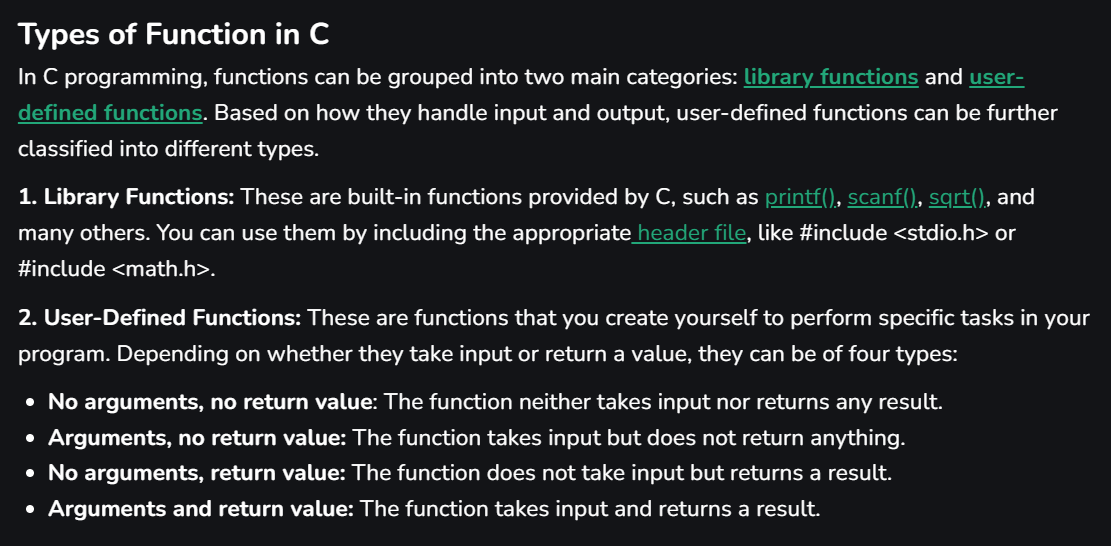 Types of Function in C
In C programming, functions can be grouped into two main categories: library functions and user-
defined functions. Based on how they handle input and output, user-defined functions can be further
classified into different types.
1. Library Functions: These are built-in functions provided by C, such as printf(), scanf(), sqrt(), and
many others. You can use them by including the appropriate header file, like #include <stdio.h> or
#include <math.h>.
2. User-Defined Functions: These are functions that you create yourself to perform specific tasks in your
program. Depending on whether they take input or return a value, they can be of four types:
• No arguments, no return value: The function neither takes input nor returns any result.
• Arguments, no return value: The function takes input but does not return anything.
• No arguments, return value: The function does not take input but returns a result.
• Arguments and return value: The function takes input and returns a result.